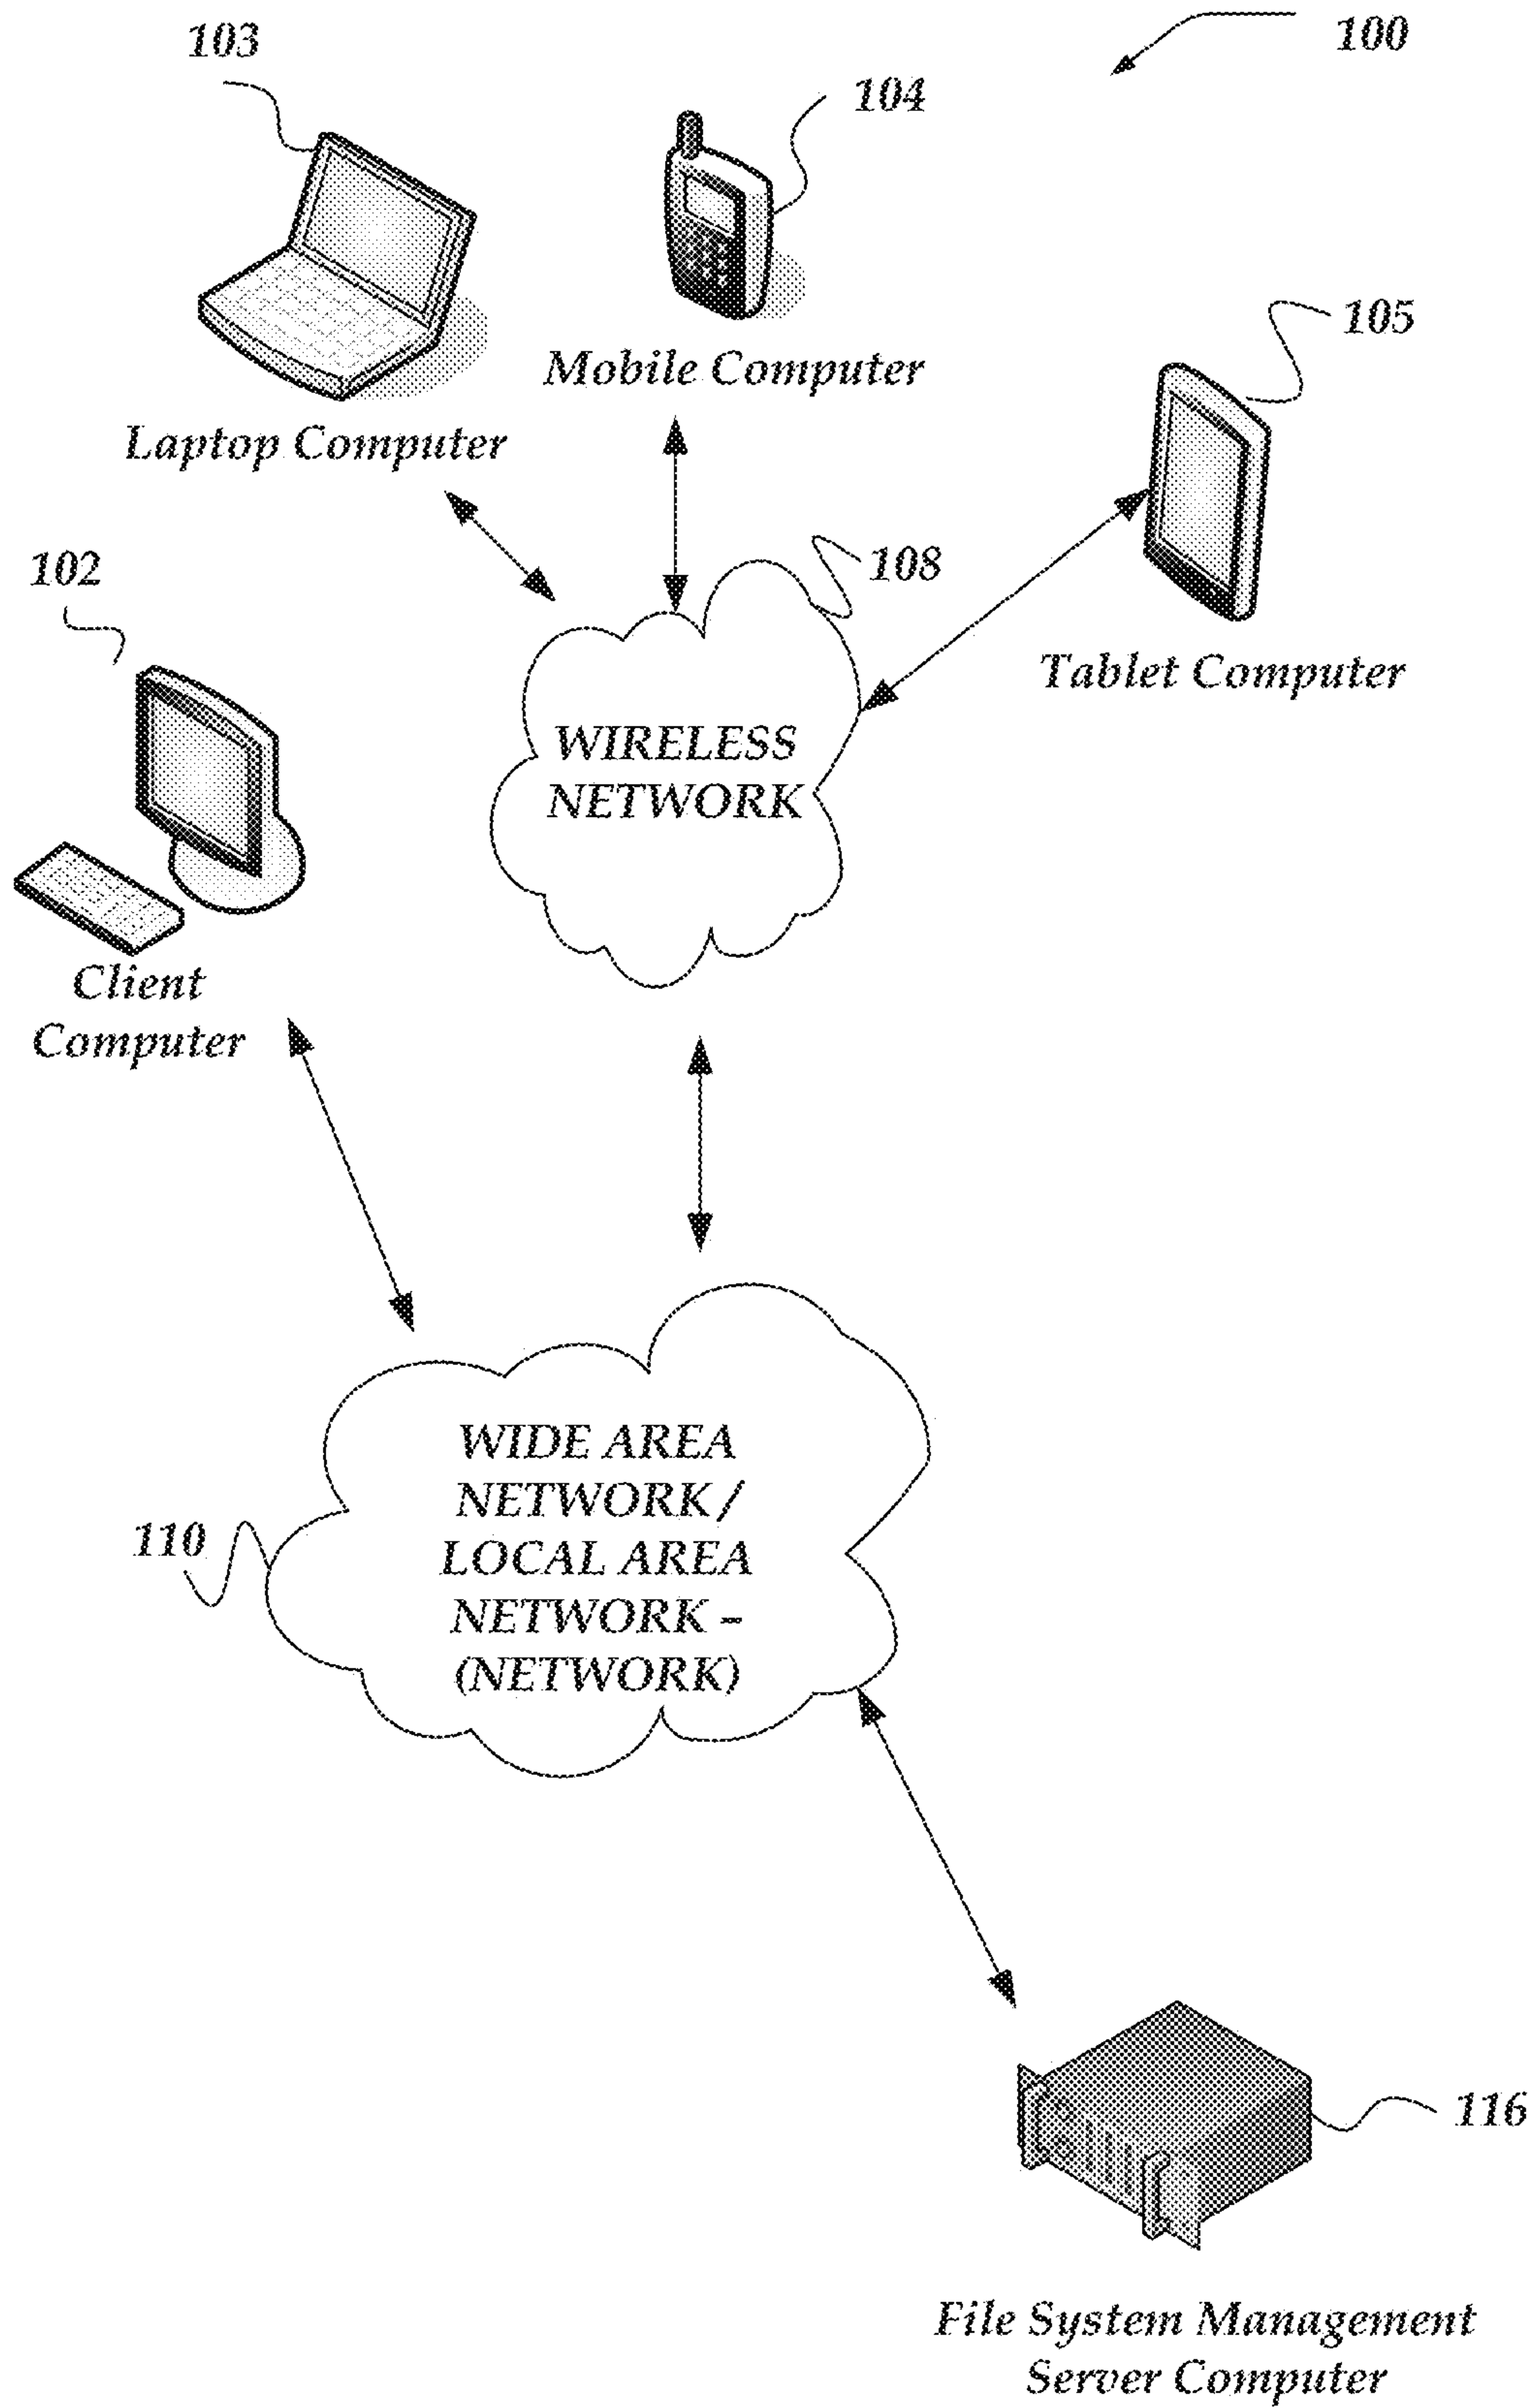 100
103
104
105
Mobile Computer
Laptop Computer
102
108
Tablet Computer
WIRELESS
NETWORK
Client
Computer
WIDE AREA
NETWORK /
LOCAL AREA
NETWORK –
(NETWORK)
110
116
File System Management
Server Computer